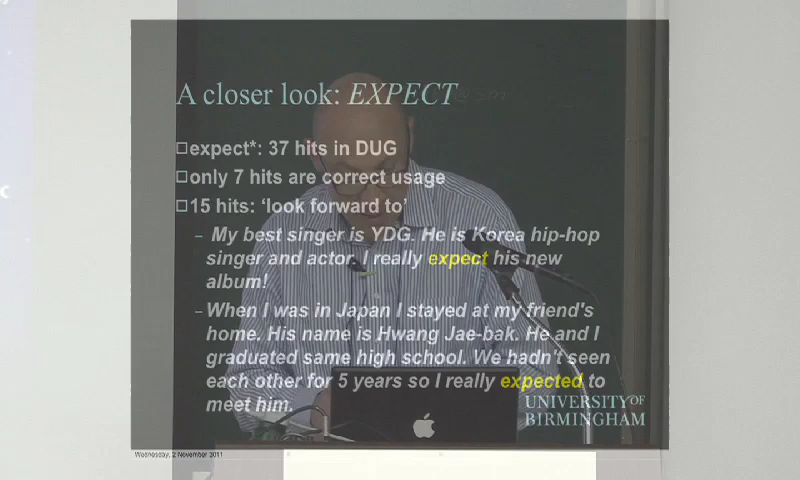 A closer look: EXPECT
□expect*: 37 hits in DUG
□only 7 hits are correct usage
□15 hits: ‘look forward to’
– My best singer is YDG. He is Korea hip-hop
singer and actor. I really expect his new
album!
– When I was in Japan I stayed at my friend's
home. His name is Hwang Jae-bak. He and I
graduated same high school. We hadn't seen
each other for 5 years so I really expected to
meet him.
UNIVERSITY OF
BIRMINGHAM
Wednesday, 2 November 2011